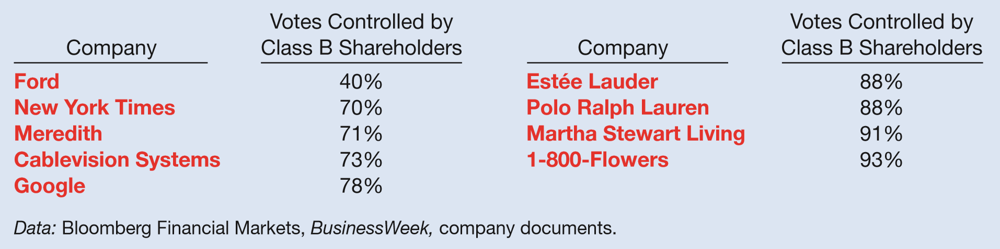 Company Votes Controlled by Class B Shareholders Company Votes Controlled by Class B Shareholders
Ford 40% Estée Lauder 88%
New York Times 70% Polo Ralph Lauren 88%
Meredith 71% Martha Stewart Living 91%
Cablevision Systems 73% 1-800-Flowers 93%
Google 78%
Data: Bloomberg Financial Markets, BusinessWeek, company documents.